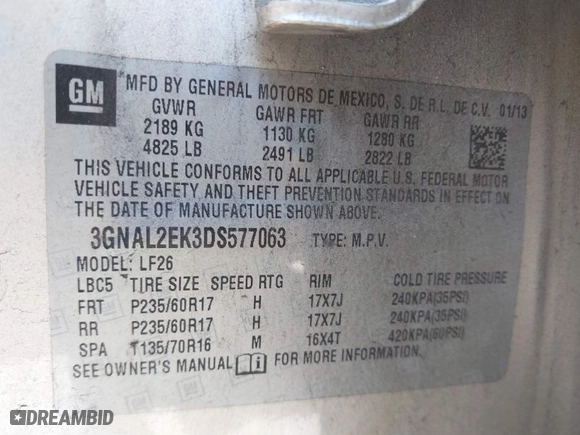 GM
MFD BY GENERAL MOTORS DE MEXICO, S. DE R.L. DE C.V. 01/13
GVWR GAWR FRT GAWR RR
2189 KG 1130 KG 1280 KG
4825 LB 2491 LB 2822 LB
THIS VEHICLE CONFORMS TO ALL APPLICABLE U.S. FEDERAL MOTOR
VEHICLE SAFETY AND THEFT PREVENTION STANDARDS IN EFFECT ON
THE DATE OF MANUFACTURE SHOWN ABOVE.
3GNAL2EK3DS577063 TYPE: M.P.V.
MODEL: LF26
LBC5 TIRE SIZE SPEED RTG RIM COLD TIRE PRESSURE
FRT P235/60R17 H 17X7J 240KPA(35PSI)
RR P235/60R17 H 17X7J 240KPA(35PSI)
SPA T135/70R16 M 16X4T 420KPA(60PSI)
SEE OWNER'S MANUAL FOR MORE INFORMATION.
DREAMBID